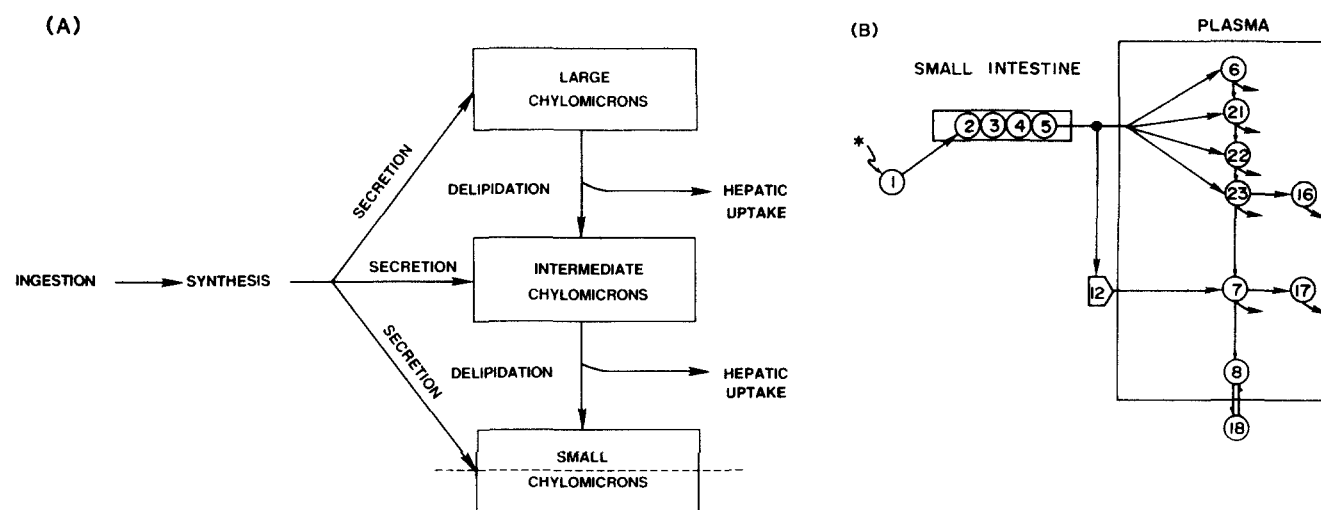 (A)
LARGE
CHYLOMICRONS
SECRETION
DELIPIDATION
HEPATIC
UPTAKE
INGESTION
SYNTHESIS
SECRETION
INTERMEDIATE
CHYLOMICRONS
SECRETION
DELIPIDATION
HEPATIC
UPTAKE
SMALL
CHYLOMICRONS
(B)
PLASMA
SMALL INTESTINE
6
21
2 3 4 5
*
22
1
23 16
12 7 17
8
18